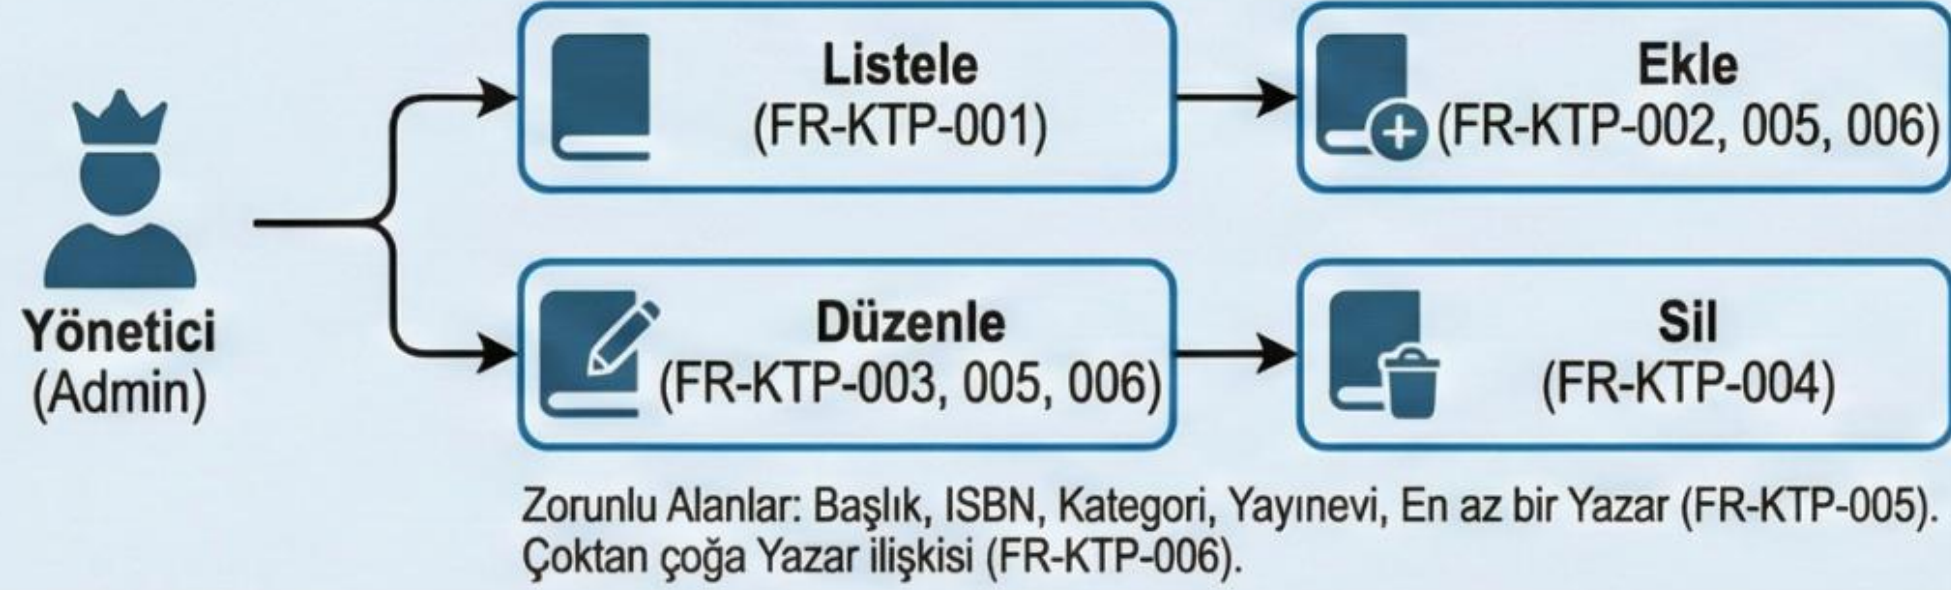 Yönetici
(Admin)
Listele
(FR-KTP-001)
Ekle
(FR-KTP-002, 005, 006)
Düzenle
(FR-KTP-003, 005, 006)
Sil
(FR-KTP-004)
Zorunlu Alanlar: Başlık, ISBN, Kategori, Yayınevi, En az bir Yazar (FR-KTP-005).
Çoktan çoğa Yazar ilişkisi (FR-KTP-006).